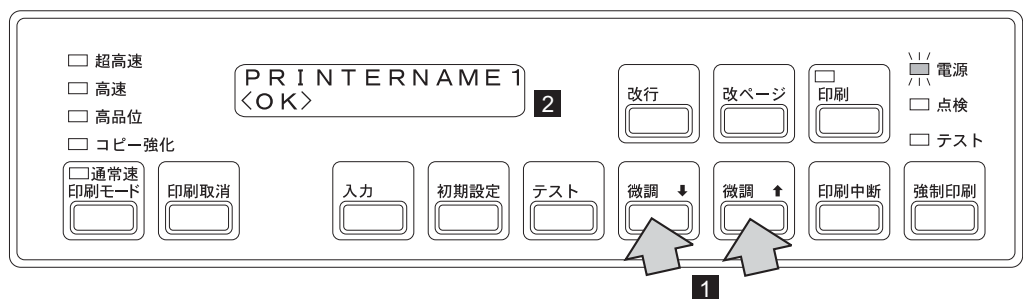 超高速
高速
高品位
コピー強化
通常速
印刷モード
印刷取消
PRINTERNAME1
<OK>
2
入力
初期設定
テスト
改行
改ページ
印刷
電源
点検
テスト
微調 ⬇
微調 ⬆
印刷中断
強制印刷
1